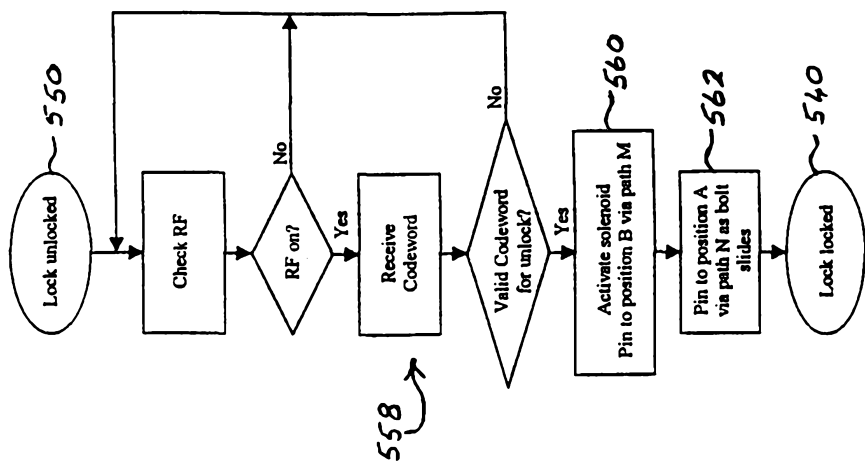 Lock unlocked
550
Check RF
RF on?
No
Yes
Receive
Codeword
558
Valid Codeword
for unlock?
No
Yes
Activate solenoid
Pin to position B via path M
560
Pin to position A
via path N as bolt
slides
562
Lock locked
540